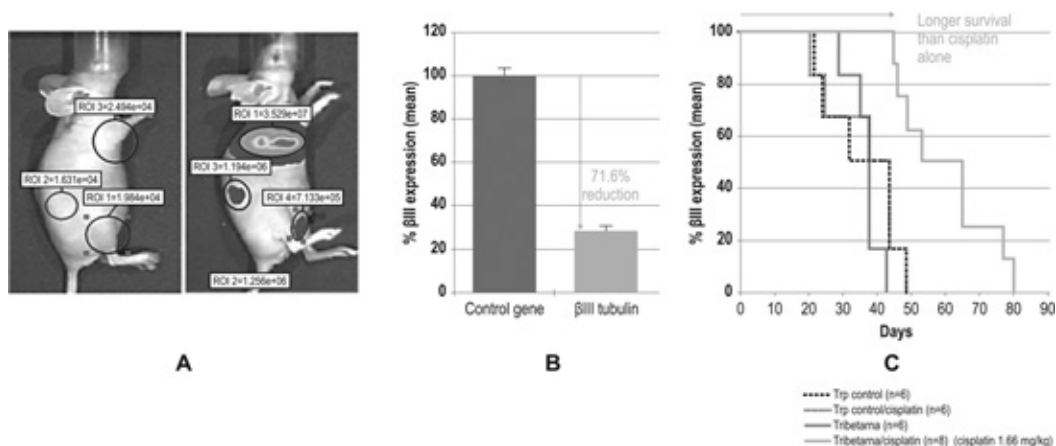 ROI 3=2.494e+04
ROI 2=1.631e+04
ROI 1=1.984e+04
ROI 1=3.529e+07
ROI 3=1.194e+06
ROI 4=7.133e+05
ROI 2=1.256e+06
A
% βIII expression (mean)
120
100
80
60
40
20
0
71.6%
reduction
Control gene
βIII tubulin
B
Longer survival
than cisplatin
alone
% βIII expression (mean)
100
80
60
40
20
0
0 10 20 30 40 50 60 70 80 90
Days
C
Trp control (n=6)
Trp control/cisplatin (n=6)
Tribetarna (n=6)
Tribetarna/cisplatin (n=8) (cisplatin 1.66 mg/kg)